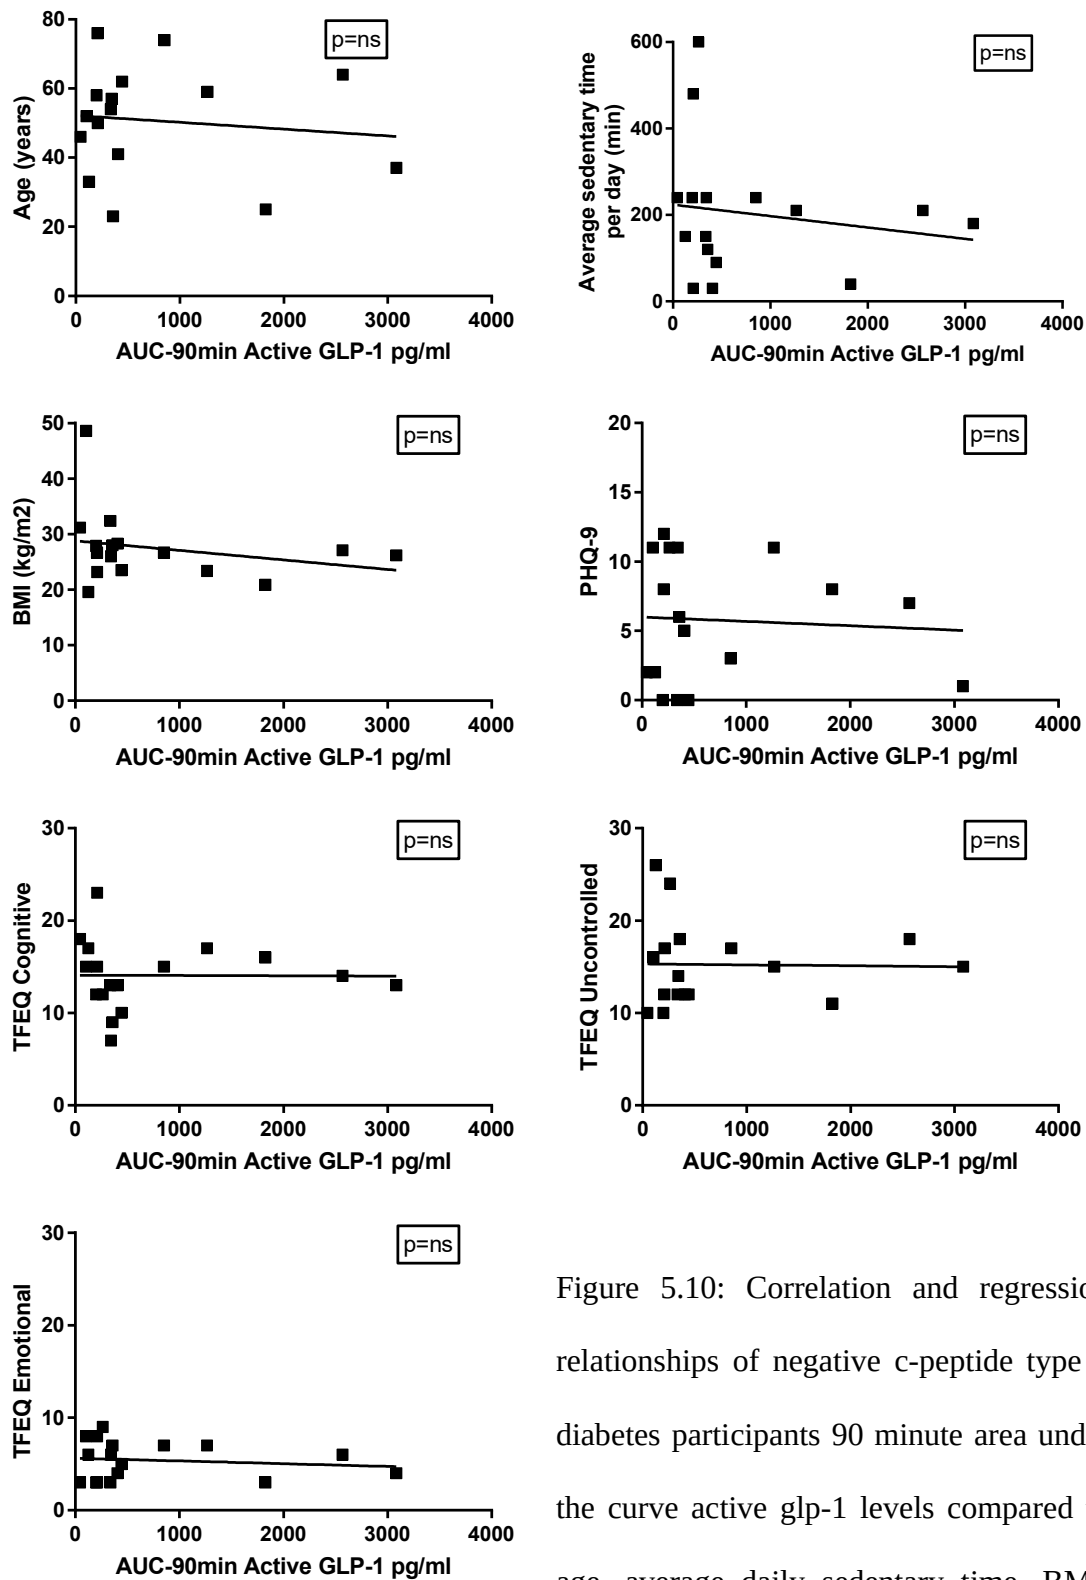 80
60
40
20
0
Age (years)
p=ns
0 1000 2000 3000 4000
AUC-90min Active GLP-1 pg/ml
600
400
200
0
Average sedentary time
per day (min)
p=ns
0 1000 2000 3000 4000
AUC-90min Active GLP-1 pg/ml
50
40
30
20
10
0
BMI (kg/m2)
p=ns
0 1000 2000 3000 4000
AUC-90min Active GLP-1 pg/ml
20
15
10
5
0
PHQ-9
p=ns
0 1000 2000 3000 4000
AUC-90min Active GLP-1 pg/ml
30
20
10
0
TFEQ Cognitive
p=ns
0 1000 2000 3000 4000
AUC-90min Active GLP-1 pg/ml
30
20
10
0
TFEQ Uncontrolled
p=ns
0 1000 2000 3000 4000
AUC-90min Active GLP-1 pg/ml
30
20
10
0
TFEQ Emotional
p=ns
0 1000 2000 3000 4000
AUC-90min Active GLP-1 pg/ml
Figure 5.10: Correlation and regressio
relationships of negative c-peptide type
diabetes participants 90 minute area und
the curve active glp-1 levels compared
age, average daily sedentary time, BM